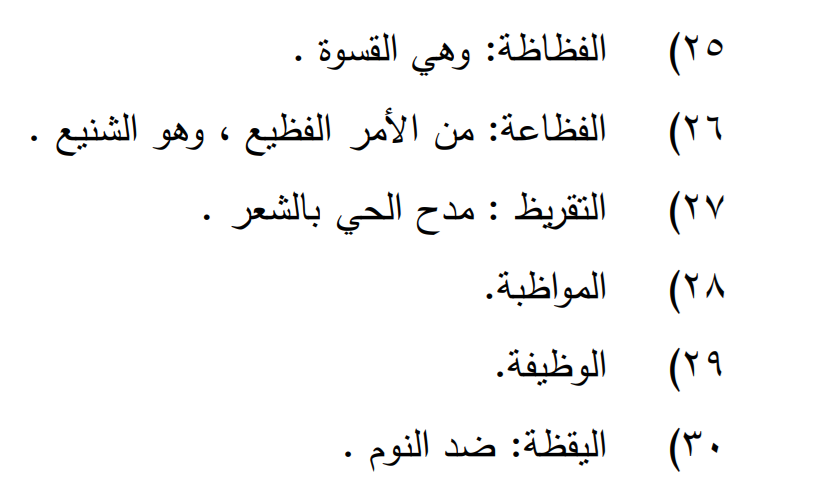 ٢٥) الفظاظة: وهي القسوة .
٢٦) الفظاعة: من الأمر الفظيع ، وهو الشنيع .
٢٧) التقريظ : مدح الحي بالشعر .
٢٨) المواظبة.
٢٩) الوظيفة.
٣٠) اليقظة: ضد النوم .